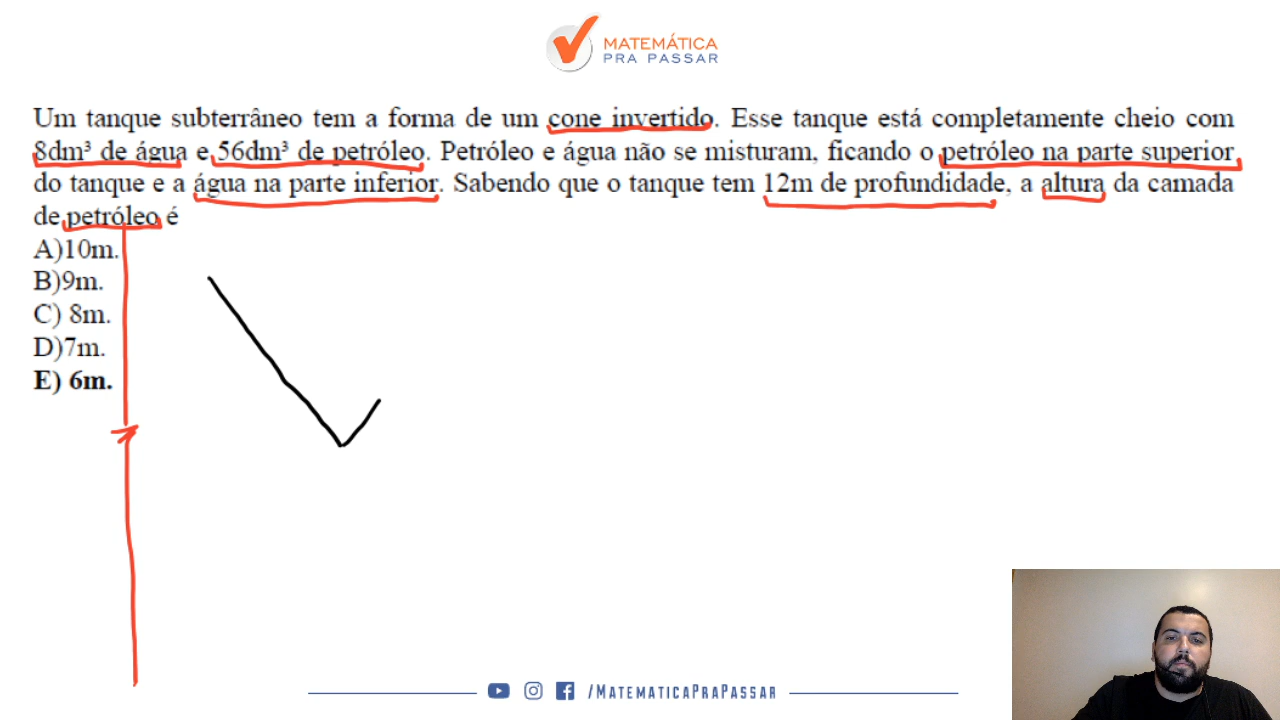 MATEMÁTICA
PRA PASSAR
Um tanque subterrâneo tem a forma de um cone invertido. Esse tanque está completamente cheio com
8dm³ de água e 56dm³ de petróleo. Petróleo e água não se misturam, ficando o petróleo na parte superior
do tanque e a água na parte inferior. Sabendo que o tanque tem 12m de profundidade, a altura da camada
de petróleo é
A)10m.
B)9m.
C) 8m.
D)7m.
E) 6m.
/MATEMATICAPRAPASSAR